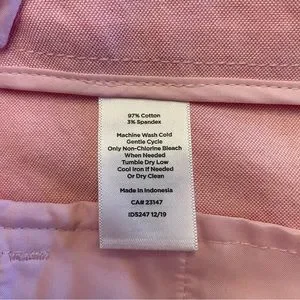 97% Cotton
3% Spandex
Machine Wash Cold
Gentle Cycle
Only Non-Chlorine Bleach
When Needed
Tumble Dry Low
Cool Iron If Needed
Or Dry Clean
Made In Indonesia
CA# 23147
IDS247 12/19